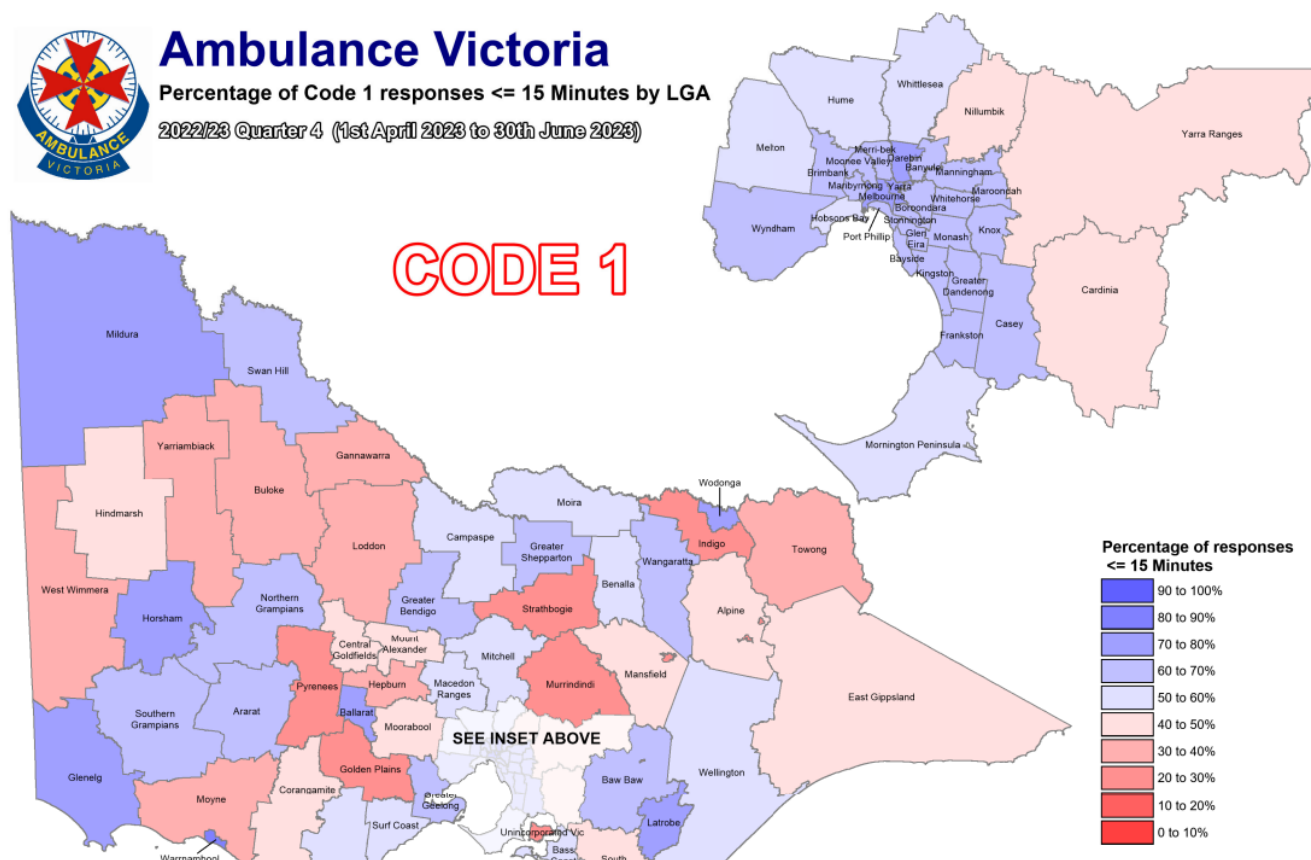 Ambulance Victoria
Percentage of Code 1 responses <= 15 Minutes by LGA
2022/23 Quarter 4 (1st April 2023 to 30th June 2023)
AMBULANCE
VICTORIA
CODE 1
Whittlesea
Hume
Nillumbik
Yarra Ranges
Melton
Merri-bek
Moonee Valley
Darebin
Banyule
Brimbank
Manningham
Maribyrnong
Yarra
Maroondah
Melbourne
Whitehorse
Boroondara
Hobsons Bay
Stonnington
Wyndham
Port Phillip
Glen
Eira
Monash
Knox
Bayside
Kingston
Greater
Dandenong
Cardinia
Frankston
Casey
Mornington Peninsula
Mildura
Swan Hill
Yarriambiack
Gannawarra
Buloke
Hindmarsh
Wodonga
Moira
Campaspe
Loddon
Greater
Shepparton
Indigo
Towong
Wangaratta
West Wimmera
Northern
Grampians
Greater
Bendigo
Benalla
Horsham
Strathbogie
Alpine
Central
Goldfields
Mount
Alexander
Mitchell
Mansfield
Pyrenees
Hepburn
Macedon
Ranges
Murrindindi
East Gippsland
Southern
Grampians
Ararat
Ballarat
Moorabool
SEE INSET ABOVE
Glenelg
Golden Plains
Baw Baw
Wellington
Moyne
Corangamite
Greater
Geelong
Surf Coast
Latrobe
Unincorporated Vic
Warrnambool
Bass
South
Percentage of responses
<= 15 Minutes
90 to 100%
80 to 90%
70 to 80%
60 to 70%
50 to 60%
40 to 50%
30 to 40%
20 to 30%
10 to 20%
0 to 10%